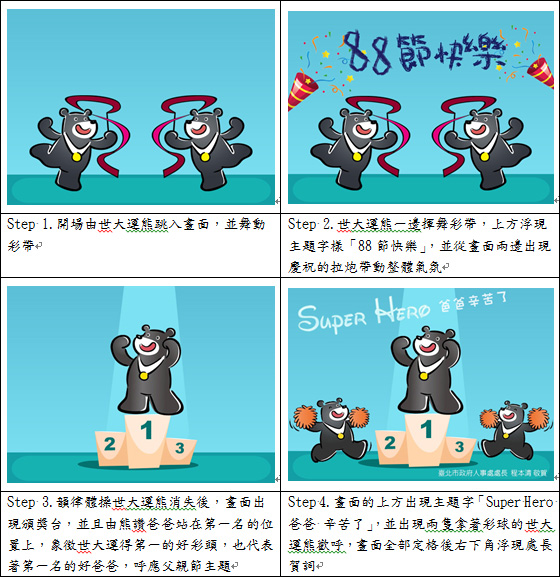 88節快樂
Step 1.開場由世大運熊跳入畫面，並舞動
彩帶
Step 2.世大運熊一邊揮舞彩帶，上方浮現
主題字樣「88 節快樂」，並從畫面兩邊出現
慶祝的拉炮帶動整體氣氛
2 1 3
SUPER HERO 爸爸辛苦了
2 1 3
臺北市政府人事處處長 程本清 敬賀
Step 3.韻律體操世大運熊消失後，畫面出
現頒獎台，並且由熊讚爸爸站在第一名的位
置上，象徵世大運得第一的好彩頭，也代表
著第一名的好爸爸，呼應父親節主題
Step4.畫面的上方出現主題字「Super Hero
爸爸 辛苦了」，並出現兩隻拿著彩球的世大
運熊歡呼，畫面全部定格後右下角浮現處長
賀詞